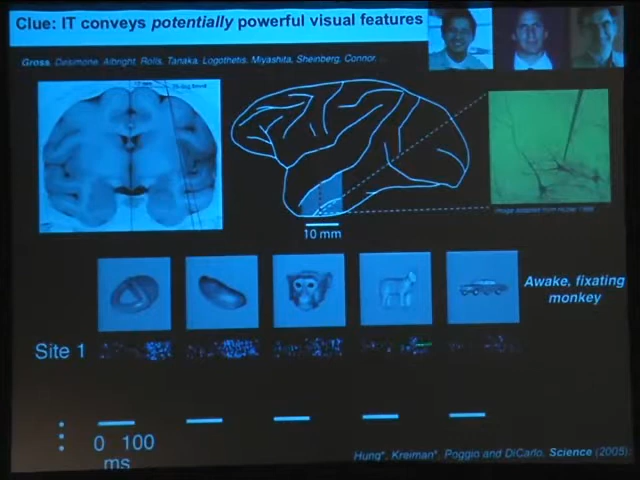 Clue: IT conveys potentially powerful visual features
Gross, Desimone, Albright, Rolls, Tanaka, Logothetis, Miyashita, Sheinberg, Connor...
10 mm
Awake, fixating
monkey
Site 1
0 100
ms
Hung*, Kreiman*, Poggio and DiCarlo, Science (2005)